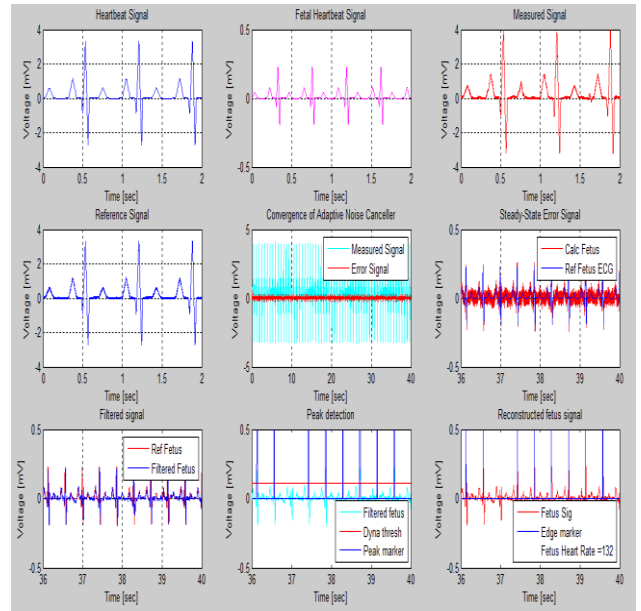 Heartbeat Signal
Fetal Heartbeat Signal
Measured Signal
Voltage [mV]
4
2
0
-2
-4
0
0.5
1
1.5
2
Time [sec]
Voltage [mV]
0.5
0
-0.5
0
0.5
1
1.5
2
Time [sec]
Voltage [mV]
4
2
0
-2
-4
0
0.5
1
1.5
2
Time [sec]
Reference Signal
Convergence of Adaptive Noise Canceller
Steady-State Error Signal
Voltage [mV]
4
2
0
-2
-4
0
0.5
1
1.5
2
Time [sec]
Voltage [mV]
5
0
-5
Measured Signal
Error Signal
0
10
20
30
40
Time [sec]
Voltage [mV]
0.5
0
-0.5
Calc Fetus
Ref Fetus ECG
36
37
38
39
40
Time [sec]
Filtered signal
Peak detection
Reconstructed fetus signal
Voltage [mV]
0.5
0
-0.5
Ref Fetus
Filtered Fetus
36
37
38
39
40
Time [sec]
Voltage [mV]
0.5
0
-0.5
Filtered fetus
Dyna thresh
Peak marker
36
37
38
39
40
Time [sec]
Voltage [mV]
0.5
0
-0.5
Fetus Sig
Edge marker
Fetus Heart Rate =132
36
37
38
39
40
Time [sec]